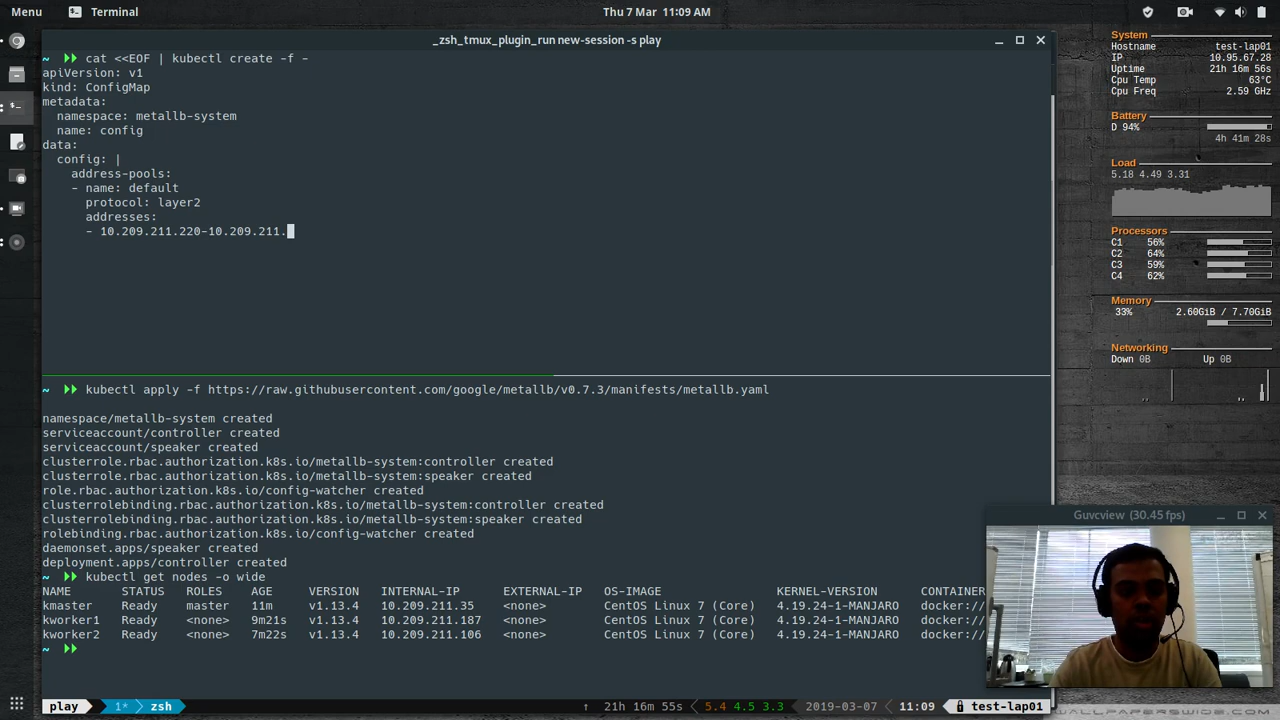 Menu Terminal Thu 7 Mar 11:09 AM
_zsh_tmux_plugin_run new-session -s play
~ cat <<EOF | kubectl create -f -
apiVersion: v1
kind: ConfigMap
metadata:
  namespace: metallb-system
  name: config
data:
  config: |
    address-pools:
    - name: default
      protocol: layer2
      addresses:
      - 10.209.211.220-10.209.211.
~ kubectl apply -f https://raw.githubusercontent.com/google/metallb/v0.7.3/manifests/metallb.yaml
namespace/metallb-system created
serviceaccount/controller created
serviceaccount/speaker created
clusterrole.rbac.authorization.k8s.io/metallb-system:controller created
clusterrole.rbac.authorization.k8s.io/metallb-system:speaker created
role.rbac.authorization.k8s.io/config-watcher created
clusterrolebinding.rbac.authorization.k8s.io/metallb-system:controller created
clusterrolebinding.rbac.authorization.k8s.io/metallb-system:speaker created
rolebinding.rbac.authorization.k8s.io/config-watcher created
daemonset.apps/speaker created
deployment.apps/controller created
~ kubectl get nodes -o wide
NAME STATUS ROLES AGE VERSION INTERNAL-IP EXTERNAL-IP OS-IMAGE KERNEL-VERSION CONTAINER
kmaster Ready master 11m v1.13.4 10.209.211.35 <none> CentOS Linux 7 (Core) 4.19.24-1-MANJARO docker://
kworker1 Ready <none> 9m21s v1.13.4 10.209.211.187 <none> CentOS Linux 7 (Core) 4.19.24-1-MANJARO docker://
kworker2 Ready <none> 7m22s v1.13.4 10.209.211.106 <none> CentOS Linux 7 (Core) 4.19.24-1-MANJARO docker://
~
play 1* zsh ↑ 21h 16m 55s 5.4 4.5 3.3 2019-03-07 11:09 test-lap01
System
Hostname test-lap01
IP 10.95.67.28
Uptime 21h 16m 56s
Cpu Temp 63°C
Cpu Freq 2.59 GHz
Battery
D 94%
4h 41m 28s
Load
5.18 4.49 3.31
Processors
C1 56%
C2 64%
C3 59%
C4 62%
Memory
33% 2.60GiB / 7.70GiB
Networking
Down 0B Up 0B
Guvcview (30.45 fps)
WALLPAPERSWIDE.COM